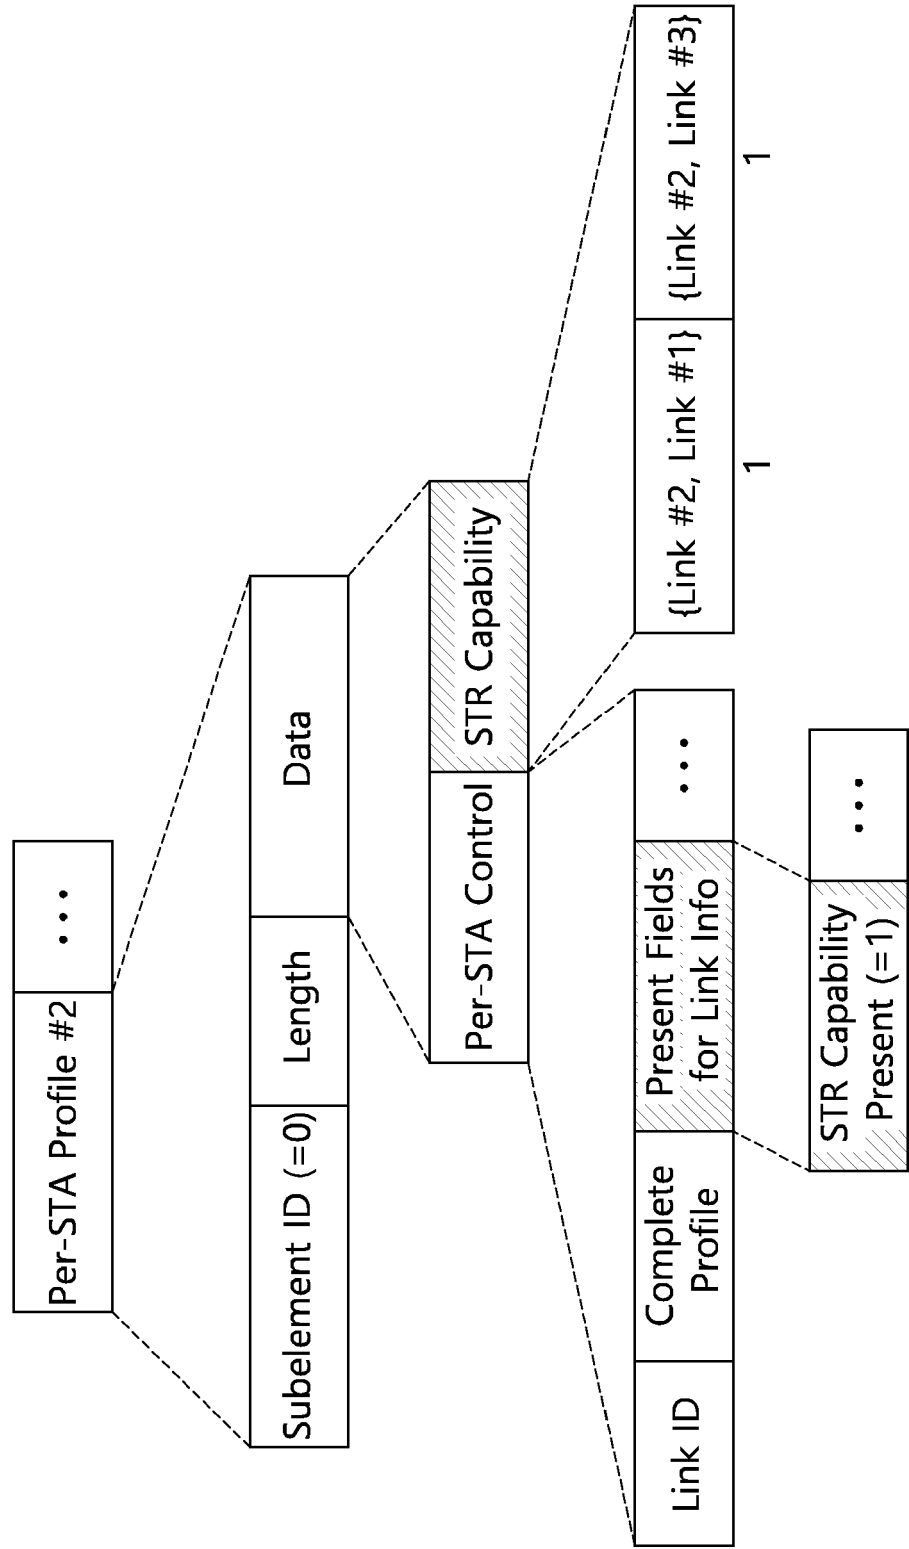 Per-STA Profile #2
...
Subelement ID (=0)
Length
Data
Per-STA Control
STR Capability
Link ID
Complete
Profile
Present Fields
for Link Info
...
{Link #2, Link #1}
{Link #2, Link #3}
1
1
STR Capability
Present (=1)
...